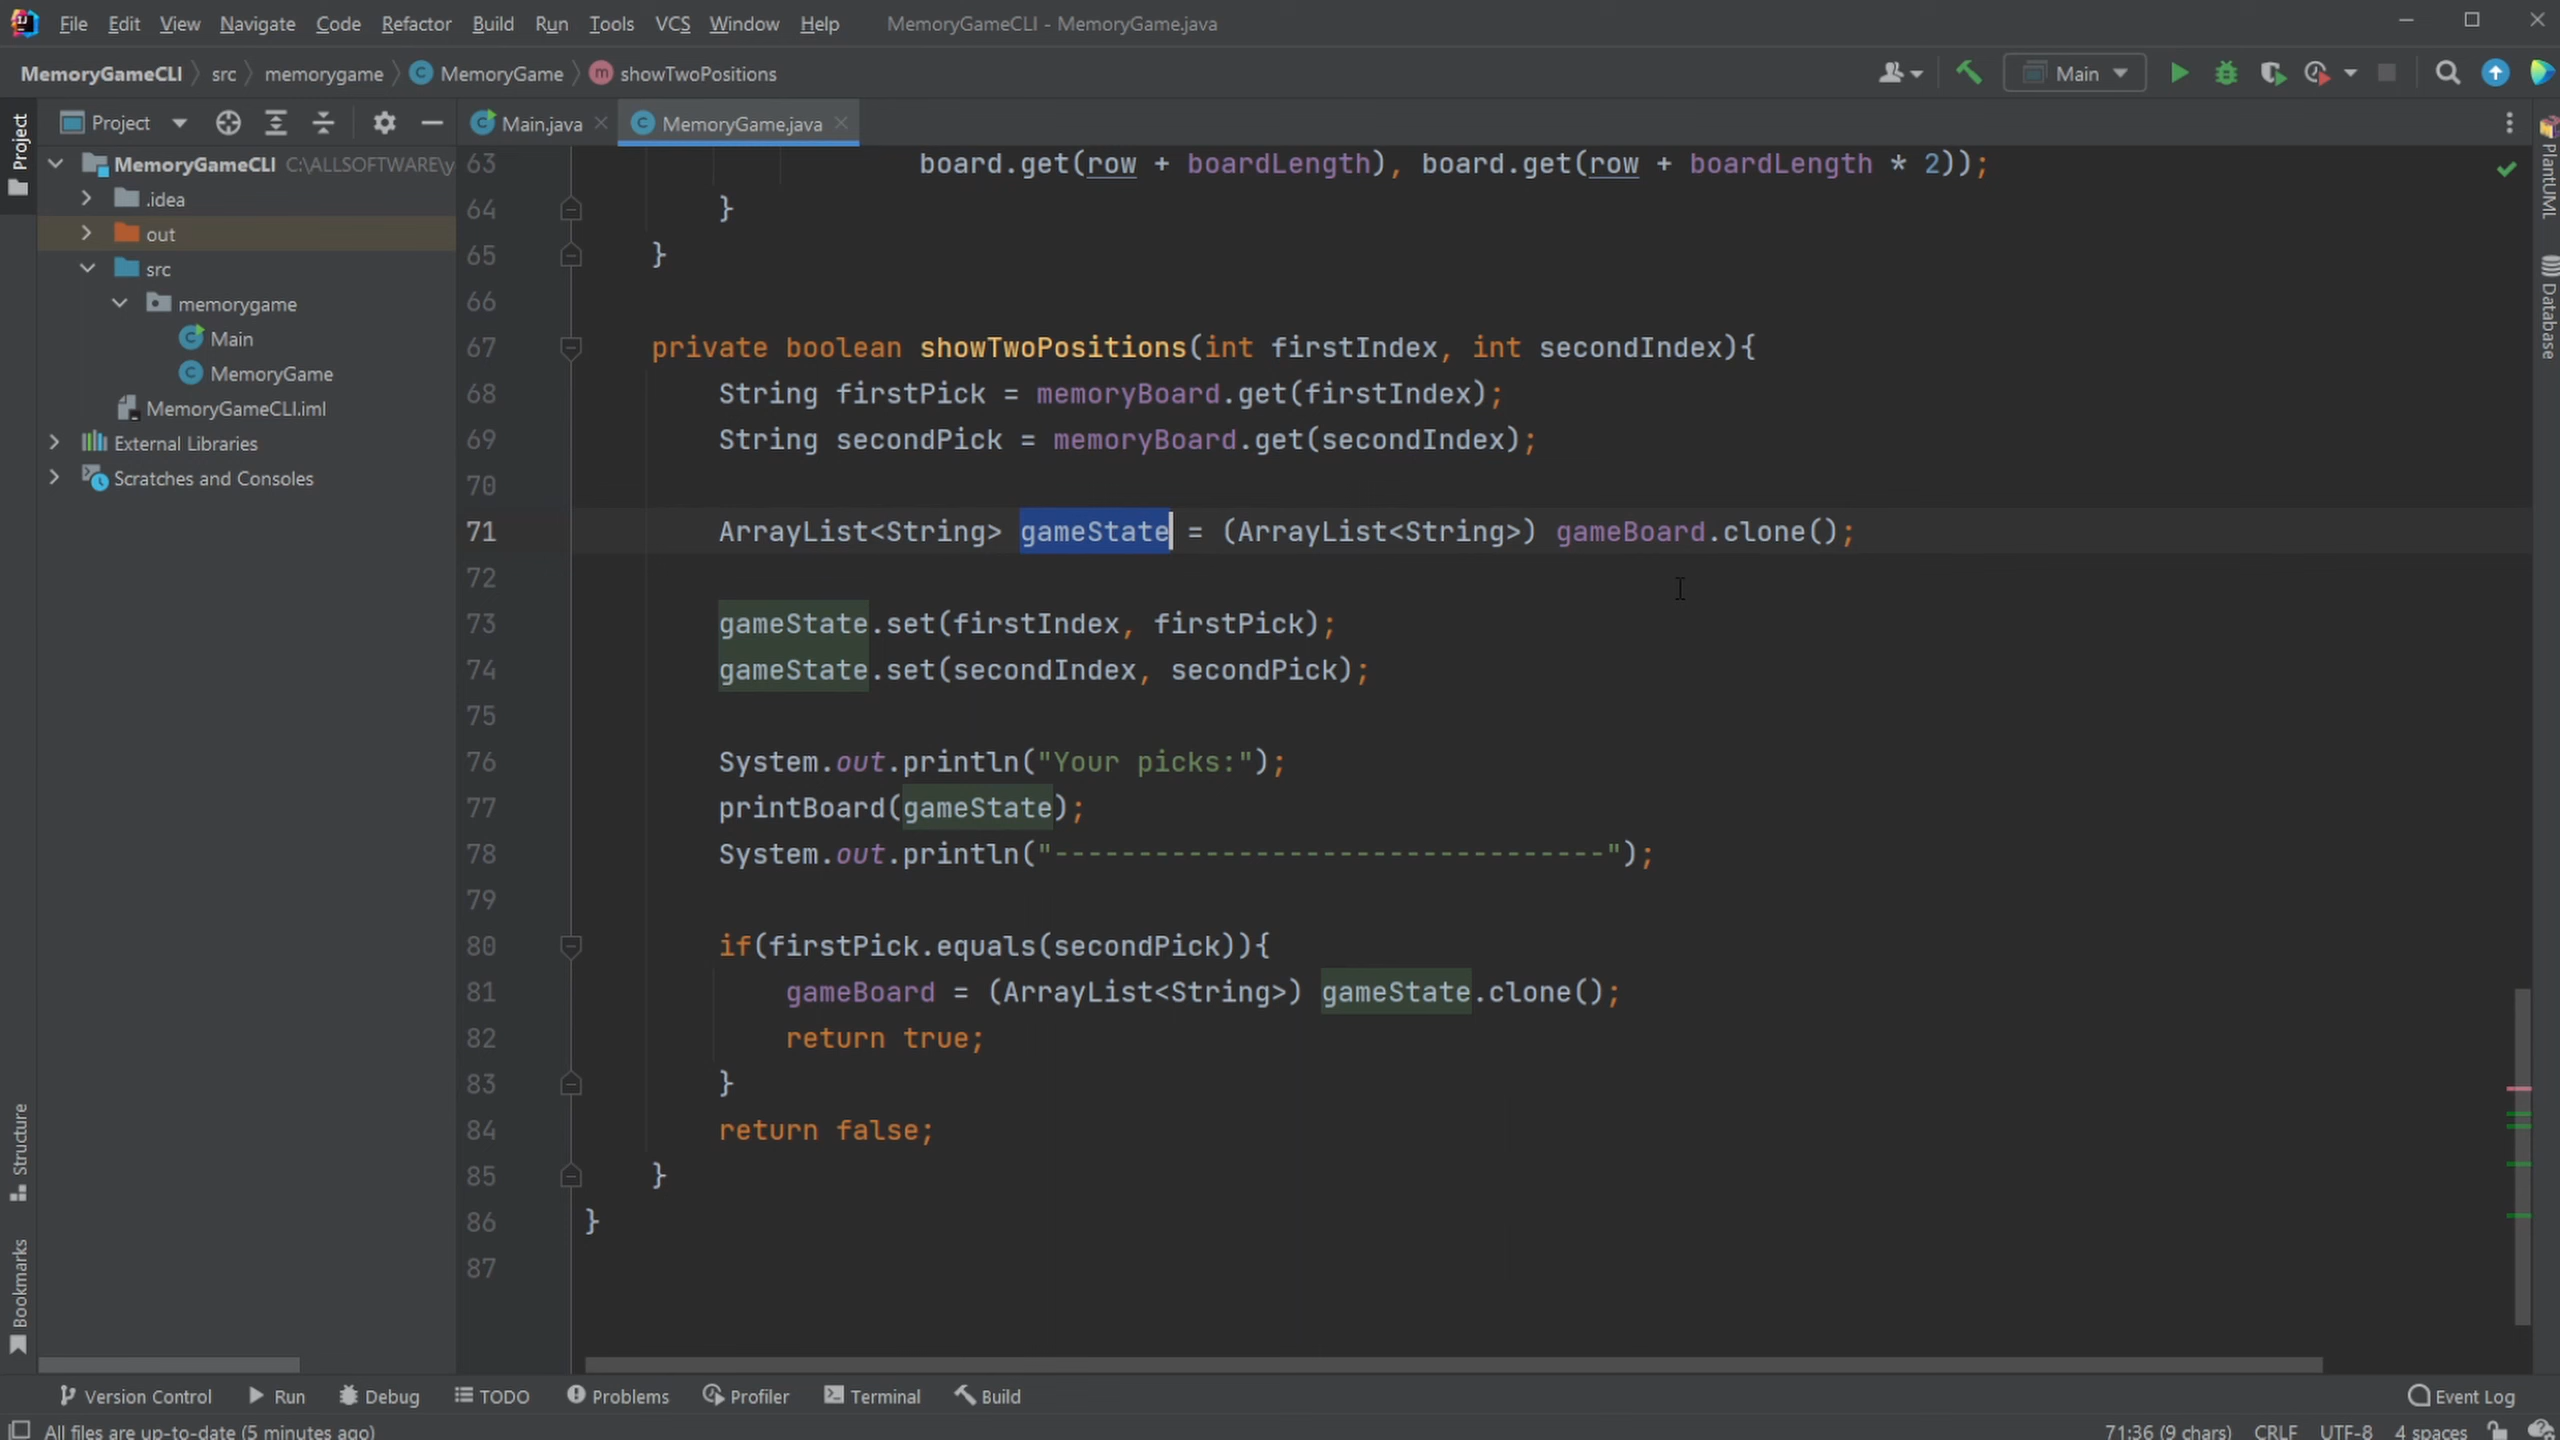 File Edit View Navigate Code Refactor Build Run Tools VCS Window Help MemoryGameCLI - MemoryGame.java
MemoryGameCLI src memorygame MemoryGame showTwoPositions Main
Project Main.java MemoryGame.java
Project
MemoryGameCLI C:\ALLSOFTWARE\y
.idea
out
src
memorygame
Main
MemoryGame
MemoryGameCLI.iml
External Libraries
Scratches and Consoles
Structure
Bookmarks
63 board.get(row + boardLength), board.get(row + boardLength * 2));
64 }
65 }
66
67 private boolean showTwoPositions(int firstIndex, int secondIndex){
68 String firstPick = memoryBoard.get(firstIndex);
69 String secondPick = memoryBoard.get(secondIndex);
70
71 ArrayList<String> gameState = (ArrayList<String>) gameBoard.clone();
72
73 gameState.set(firstIndex, firstPick);
74 gameState.set(secondIndex, secondPick);
75
76 System.out.println("Your picks:");
77 printBoard(gameState);
78 System.out.println("---------------------------------");
79
80 if(firstPick.equals(secondPick)){
81 gameBoard = (ArrayList<String>) gameState.clone();
82 return true;
83 }
84 return false;
85 }
86 }
87
PlantUML
Database
Version Control Run Debug TODO Problems Profiler Terminal Build Event Log
All files are up-to-date (5 minutes ago) 71:36 (9 chars) CRLF UTF-8 4 spaces